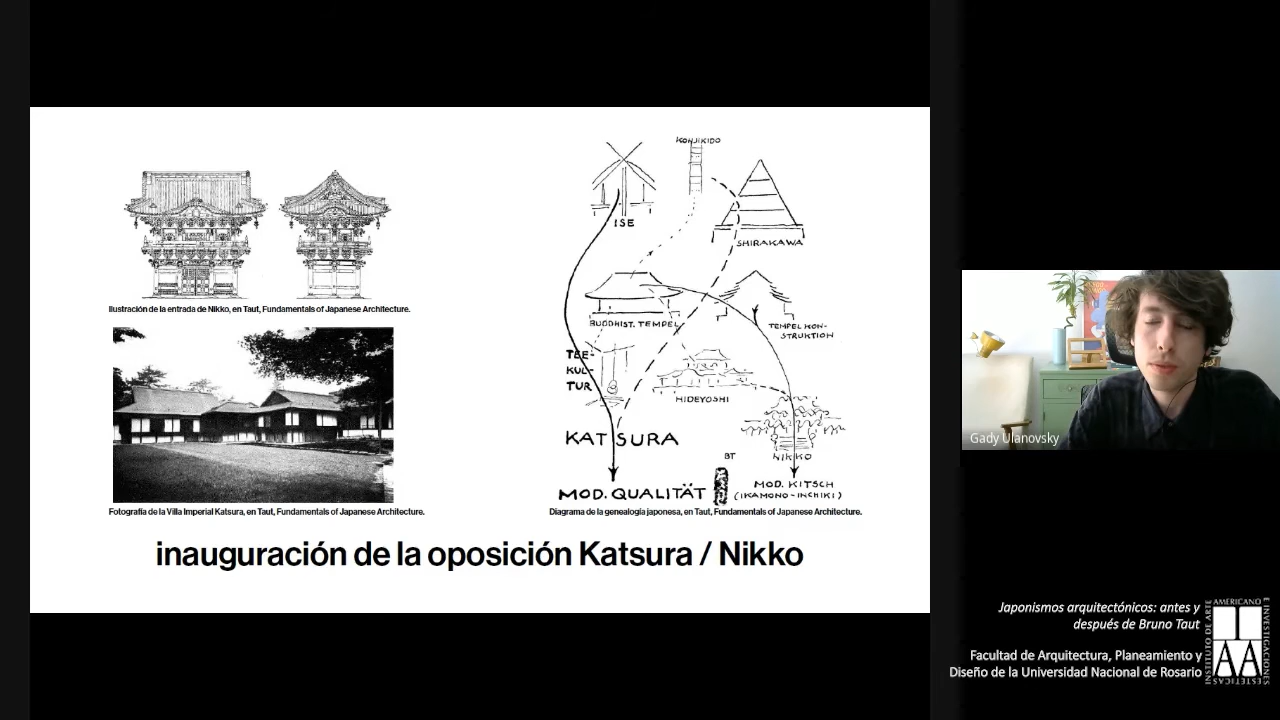 Ilustración de la entrada de Nikko, en Taut, Fundamentals of Japanese Architecture.
Fotografía de la Villa Imperial Katsura, en Taut, Fundamentals of Japanese Architecture.
KONJIKIDO
ISE
SHIRAKAWA
BUDDHIST. TEMPEL
TEMPEL KON-
STRUKTION
TEE-
KUL-
TUR
HIDEYOSHI
KATSURA
BT
NIKKO
MOD. QUALITÄT
MOD. KITSCH
(IKAMONO-INCHIKI)
Diagrama de la genealogía japonesa, en Taut, Fundamentals of Japanese Architecture.
inauguración de la oposición Katsura / Nikko
Gady Ulanovsky
Japonismos arquitectónicos: antes y
después de Bruno Taut
Facultad de Arquitectura, Planeamiento y
Diseño de la Universidad Nacional de Rosario
INSTITUTO DE ARTE
AMERICANO
E INVESTIGACIONES
ESTÉTICAS
IAA